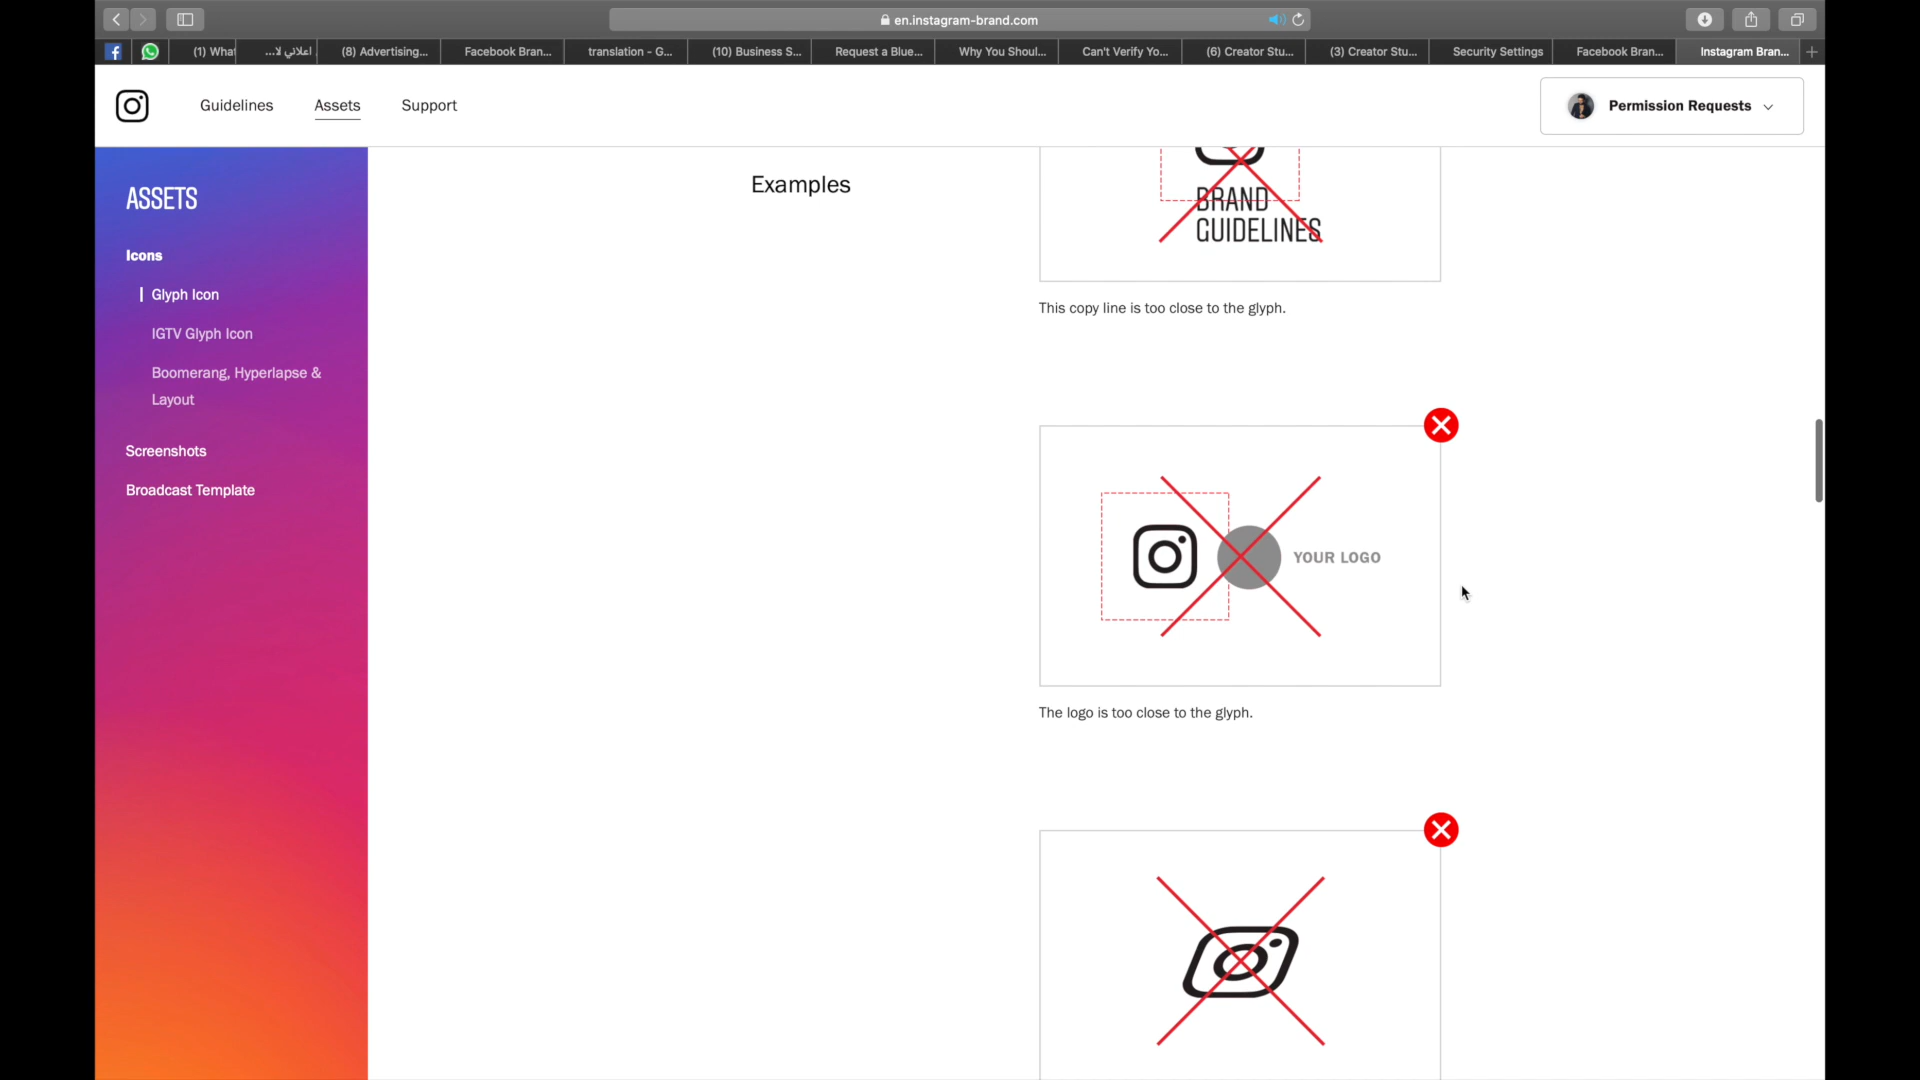 en.instagram-brand.com
(1) What
اعلاني لا...
(8) Advertising...
Facebook Bran...
translation - G...
(10) Business S...
Request a Blue...
Why You Shoul...
Can't Verify Yo...
(6) Creator Stu...
(3) Creator Stu...
Security Settings
Facebook Bran...
Instagram Bran...
Guidelines
Assets
Support
Permission Requests
ASSETS
Icons
Glyph Icon
IGTV Glyph Icon
Boomerang, Hyperlapse &
Layout
Screenshots
Broadcast Template
Examples
BRAND
GUIDELINES
This copy line is too close to the glyph.
YOUR LOGO
The logo is too close to the glyph.